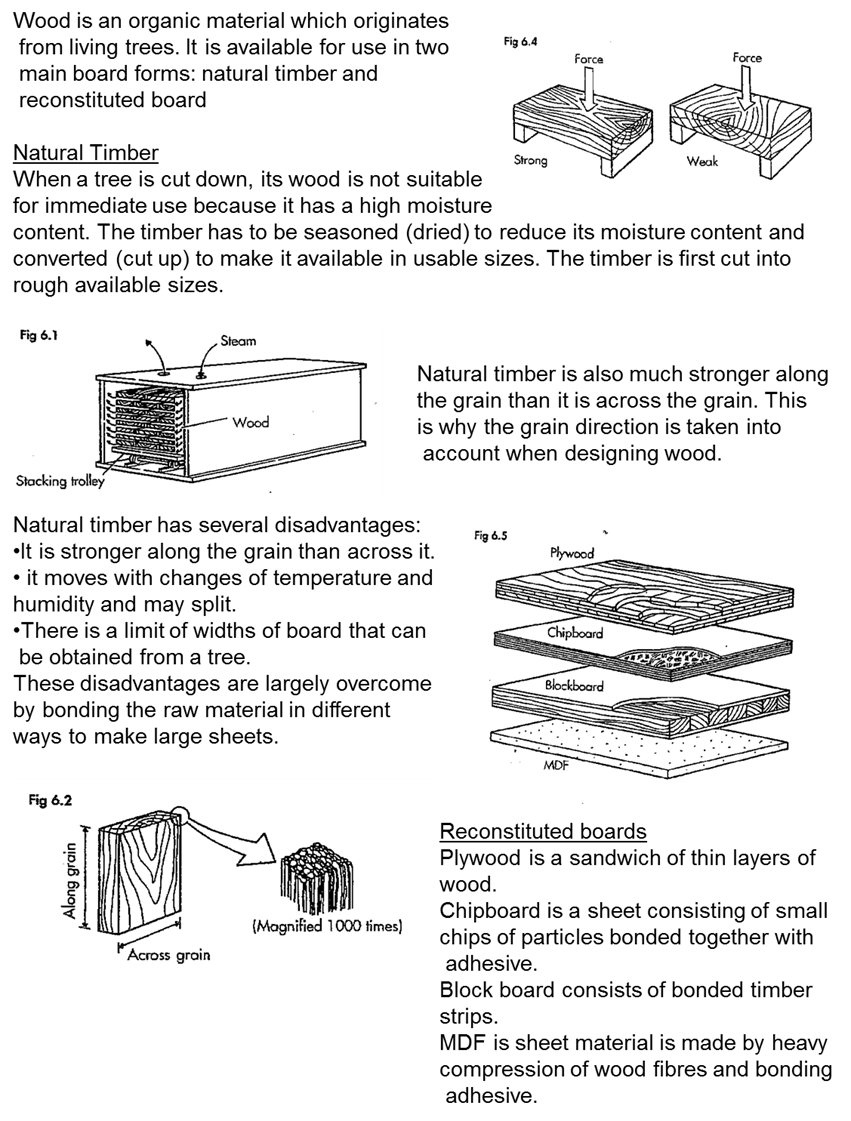 Wood is an organic material which originates
from living trees. It is available for use in two
main board forms: natural timber and
reconstituted board
Fig 6.4
Force
Force
Strong
Weak
Natural Timber
When a tree is cut down, its wood is not suitable
for immediate use because it has a high moisture
content. The timber has to be seasoned (dried) to reduce its moisture content and
converted (cut up) to make it available in usable sizes. The timber is first cut into
rough available sizes.
Fig 6.1
Steam
Wood
Stacking trolley
Natural timber is also much stronger along
the grain than it is across the grain. This
is why the grain direction is taken into
account when designing wood.
Natural timber has several disadvantages:
•It is stronger along the grain than across it.
• it moves with changes of temperature and
humidity and may split.
•There is a limit of widths of board that can
be obtained from a tree.
These disadvantages are largely overcome
by bonding the raw material in different
ways to make large sheets.
Fig 6.5
Plywood
Chipboard
Blockboard
MDF
Fig 6.2
Along grain
Across grain
(Magnified 1000 times)
Reconstituted boards
Plywood is a sandwich of thin layers of
wood.
Chipboard is a sheet consisting of small
chips of particles bonded together with
adhesive.
Block board consists of bonded timber
strips.
MDF is sheet material is made by heavy
compression of wood fibres and bonding
adhesive.